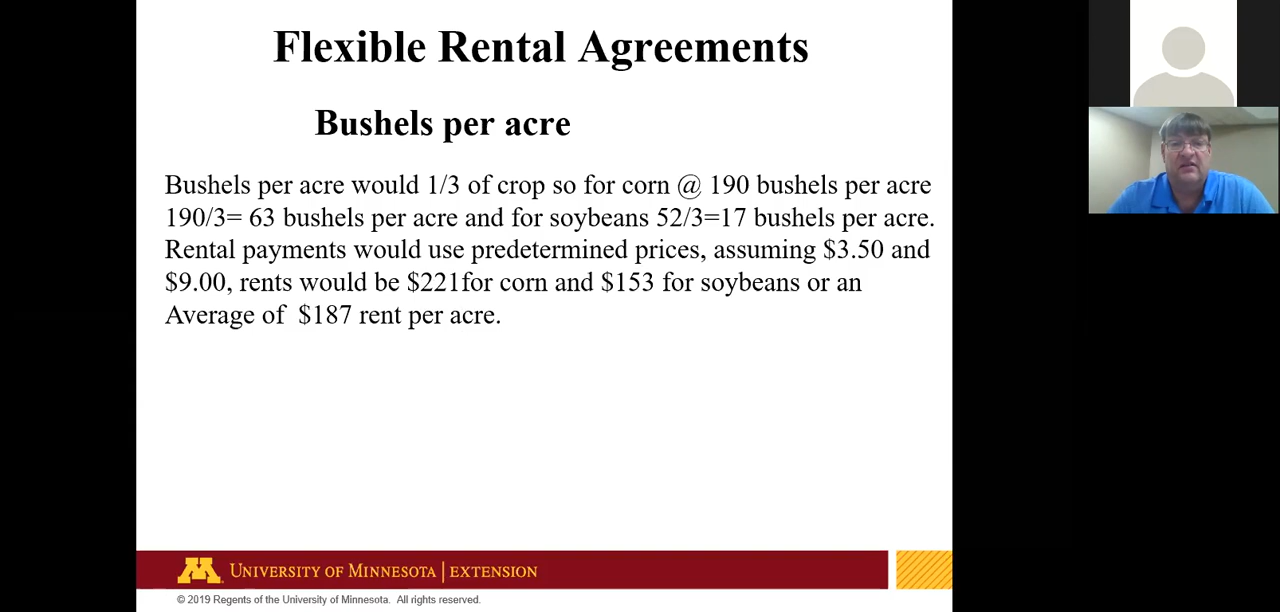 Flexible Rental Agreements
Bushels per acre
Bushels per acre would 1/3 of crop so for corn @ 190 bushels per acre
190/3= 63 bushels per acre and for soybeans 52/3=17 bushels per acre.
Rental payments would use predetermined prices, assuming $3.50 and
$9.00, rents would be $221for corn and $153 for soybeans or an
Average of  $187 rent per acre.
UNIVERSITY OF MINNESOTA | EXTENSION
© 2019 Regents of the University of Minnesota.  All rights reserved.